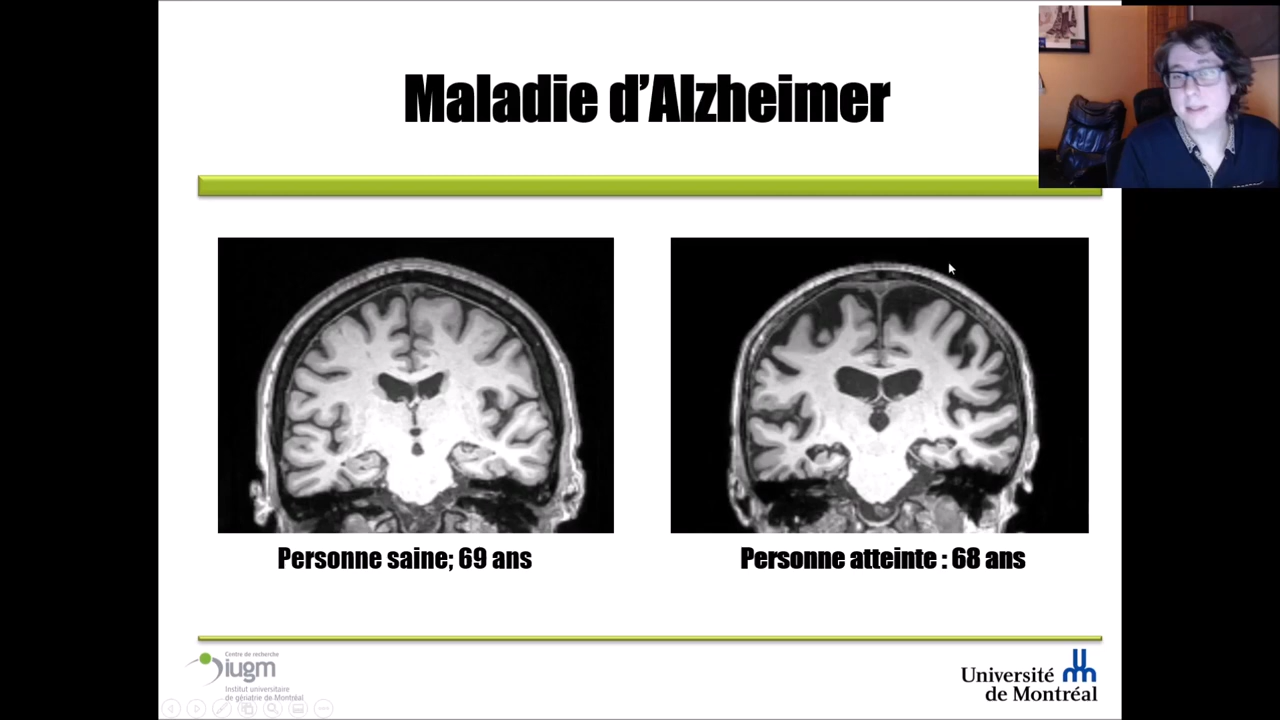 Maladie d'Alzheimer
Personne saine; 69 ans
Personne atteinte : 68 ans
Centre de recherche
iugm
Institut universitaire
de gériatrie de Montréal
Université
de Montréal